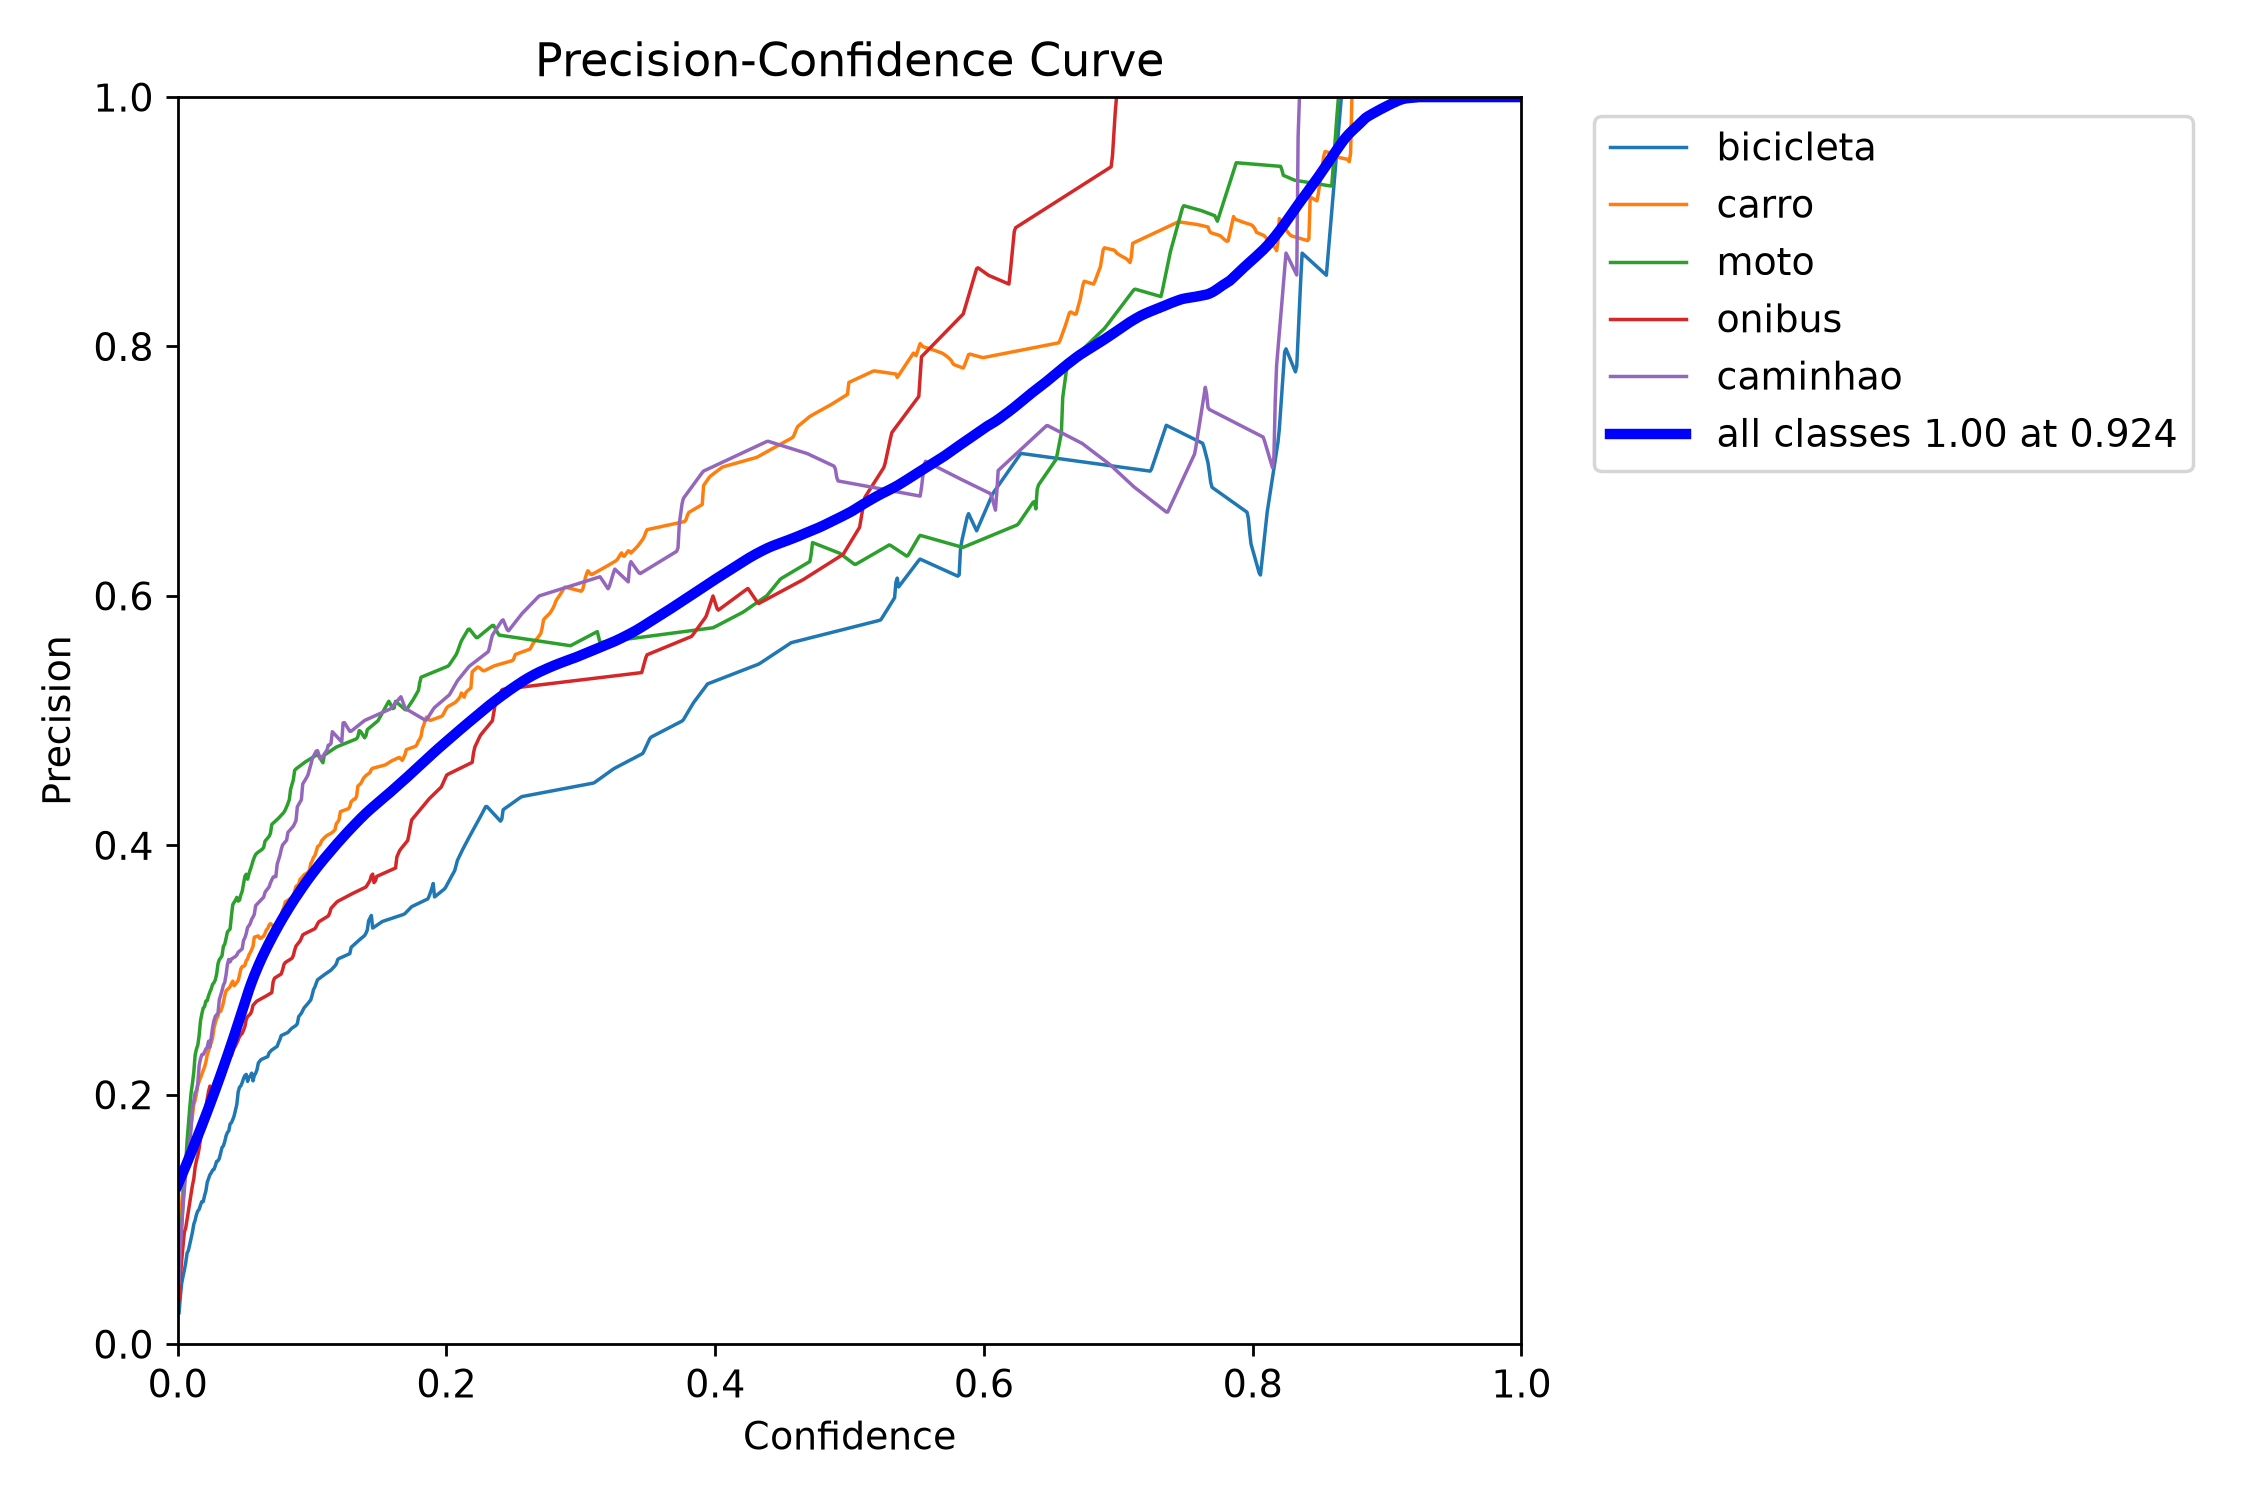 Precision-Confidence Curve
1.0
0.8
0.6
0.4
0.2
0.0
Precision
0.0 0.2 0.4 0.6 0.8 1.0
Confidence
bicicleta
carro
moto
onibus
caminhao
all classes 1.00 at 0.924